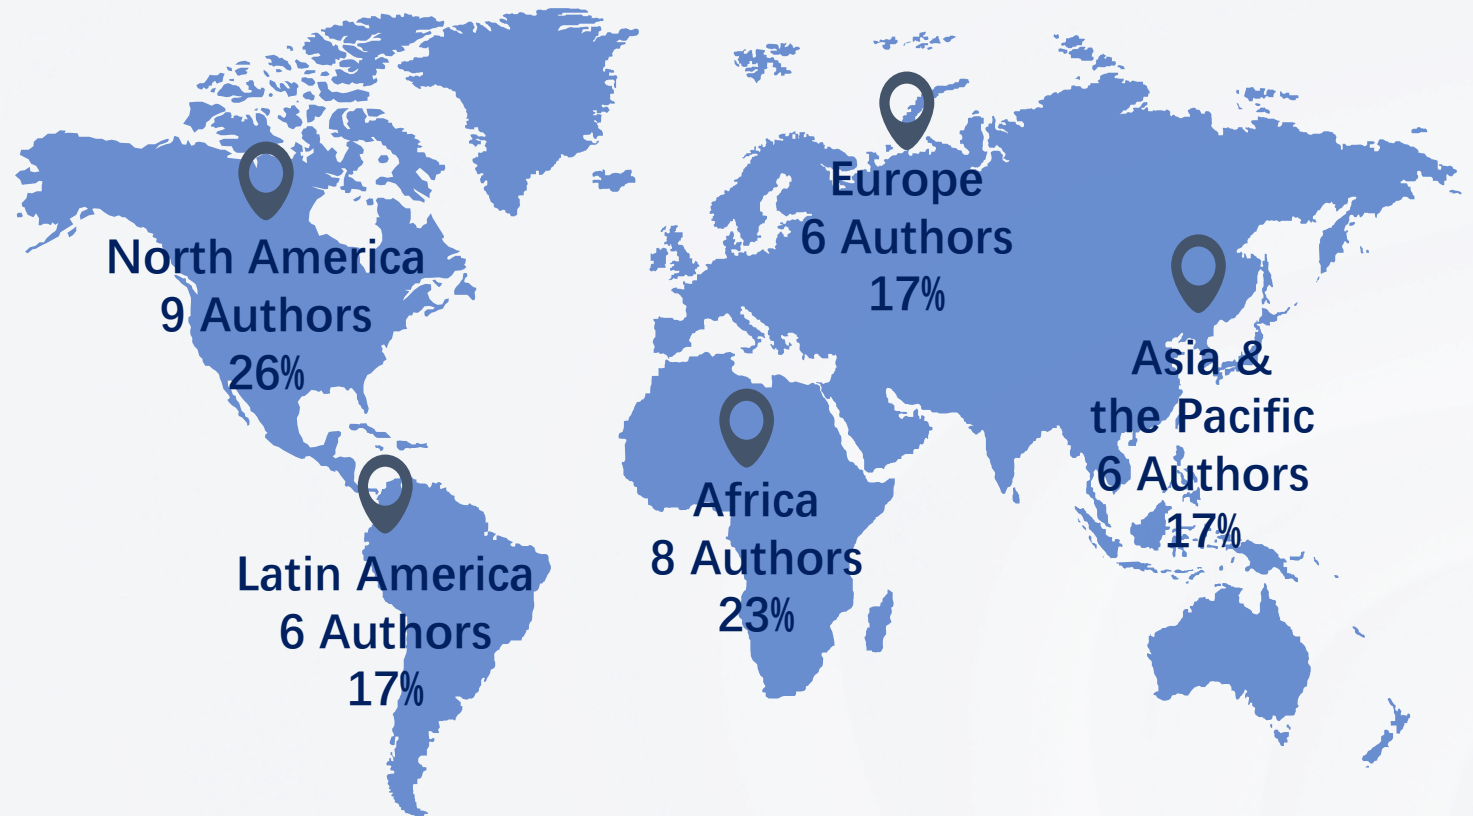 North America
9 Authors
26%
Latin America
6 Authors
17%
Europe
6 Authors
17%
Africa
8 Authors
23%
Asia &
the Pacific
6 Authors
17%